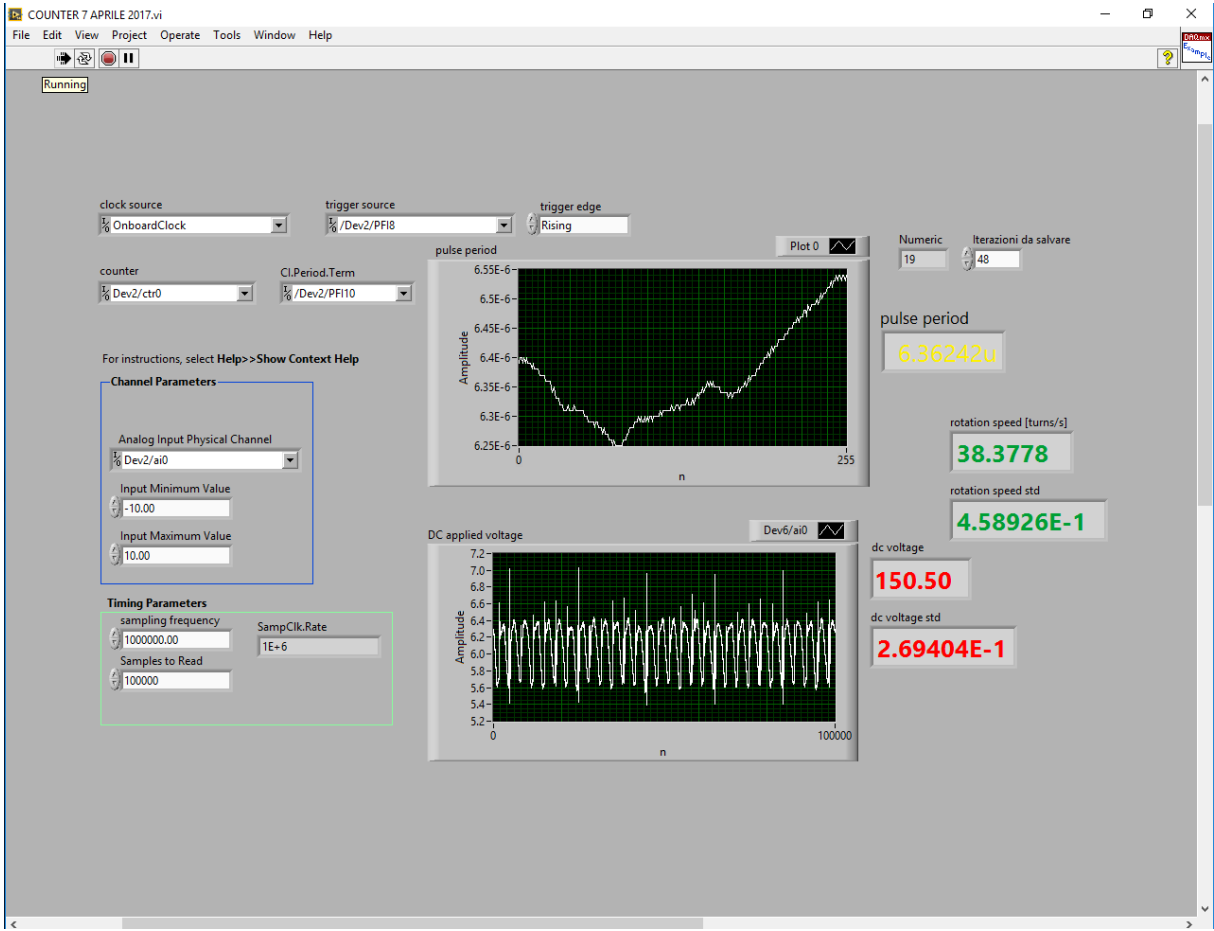 COUNTER 7 APRILE 2017.vi
File Edit View Project Operate Tools Window Help
DAQmx
Example
Running
clock source
OnboardClock
trigger source
/Dev2/PFI8
trigger edge
Rising
counter
Dev2/ctr0
CI.Period.Term
/Dev2/PFI10
For instructions, select Help>>Show Context Help
Channel Parameters
Analog Input Physical Channel
Dev2/ai0
Input Minimum Value
-10.00
Input Maximum Value
10.00
Timing Parameters
sampling frequency
1000000.00
SampClk.Rate
1E+6
Samples to Read
100000
pulse period
Plot 0
6.55E-6
6.5E-6
6.45E-6
6.4E-6
6.35E-6
6.3E-6
6.25E-6
Amplitude
0 255
n
Numeric
19
Iterazioni da salvare
48
pulse period
6.36242u
rotation speed [turns/s]
38.3778
rotation speed std
4.58926E-1
DC applied voltage
Dev6/ai0
7.2
7.0
6.8
6.6
6.4
6.2
6.0
5.8
5.6
5.4
5.2
Amplitude
0 100000
n
dc voltage
150.50
dc voltage std
2.69404E-1